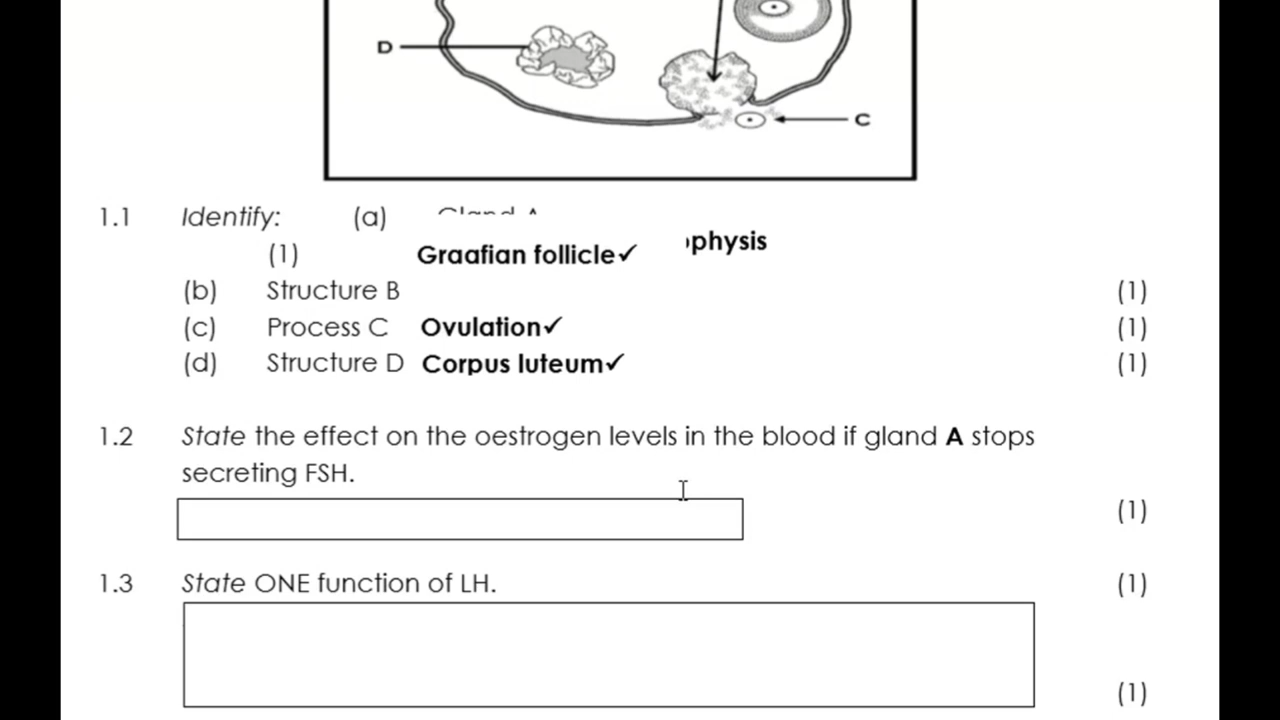 D
C
1.1 Identify: (a)
ophysis
(1) Graafian follicle✓
(b) Structure B (1)
(c) Process C Ovulation✓ (1)
(d) Structure D Corpus luteum✓ (1)
1.2 State the effect on the oestrogen levels in the blood if gland A stops
secreting FSH.
(1)
1.3 State ONE function of LH. (1)
(1)